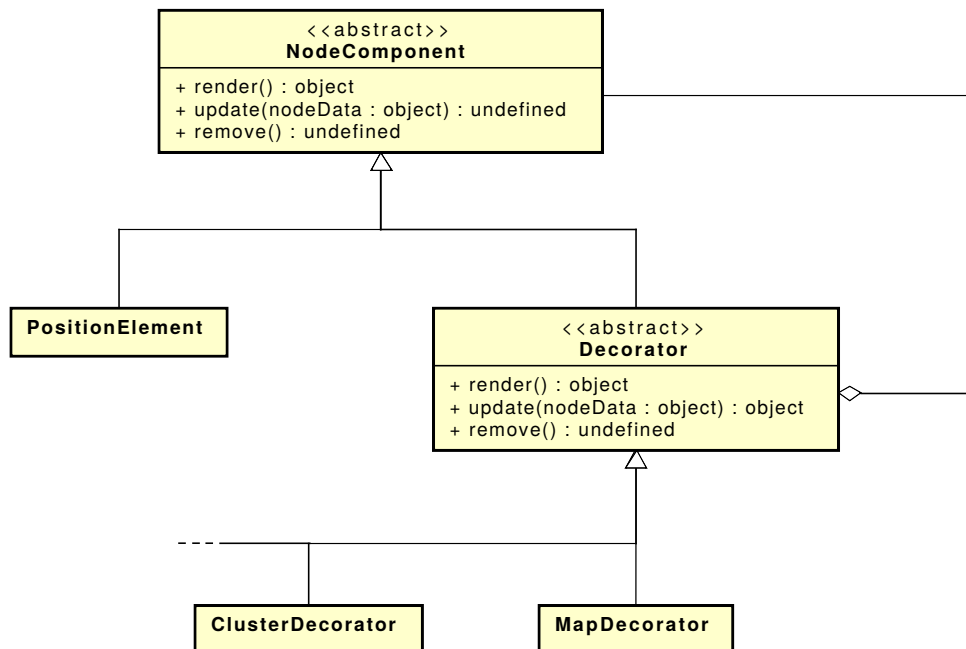 <<abstract>>
NodeComponent
+ render() : object
+ update(nodeData : object) : undefined
+ remove() : undefined
PositionElement
<<abstract>>
Decorator
+ render() : object
+ update(nodeData : object) : object
+ remove() : undefined
ClusterDecorator
MapDecorator